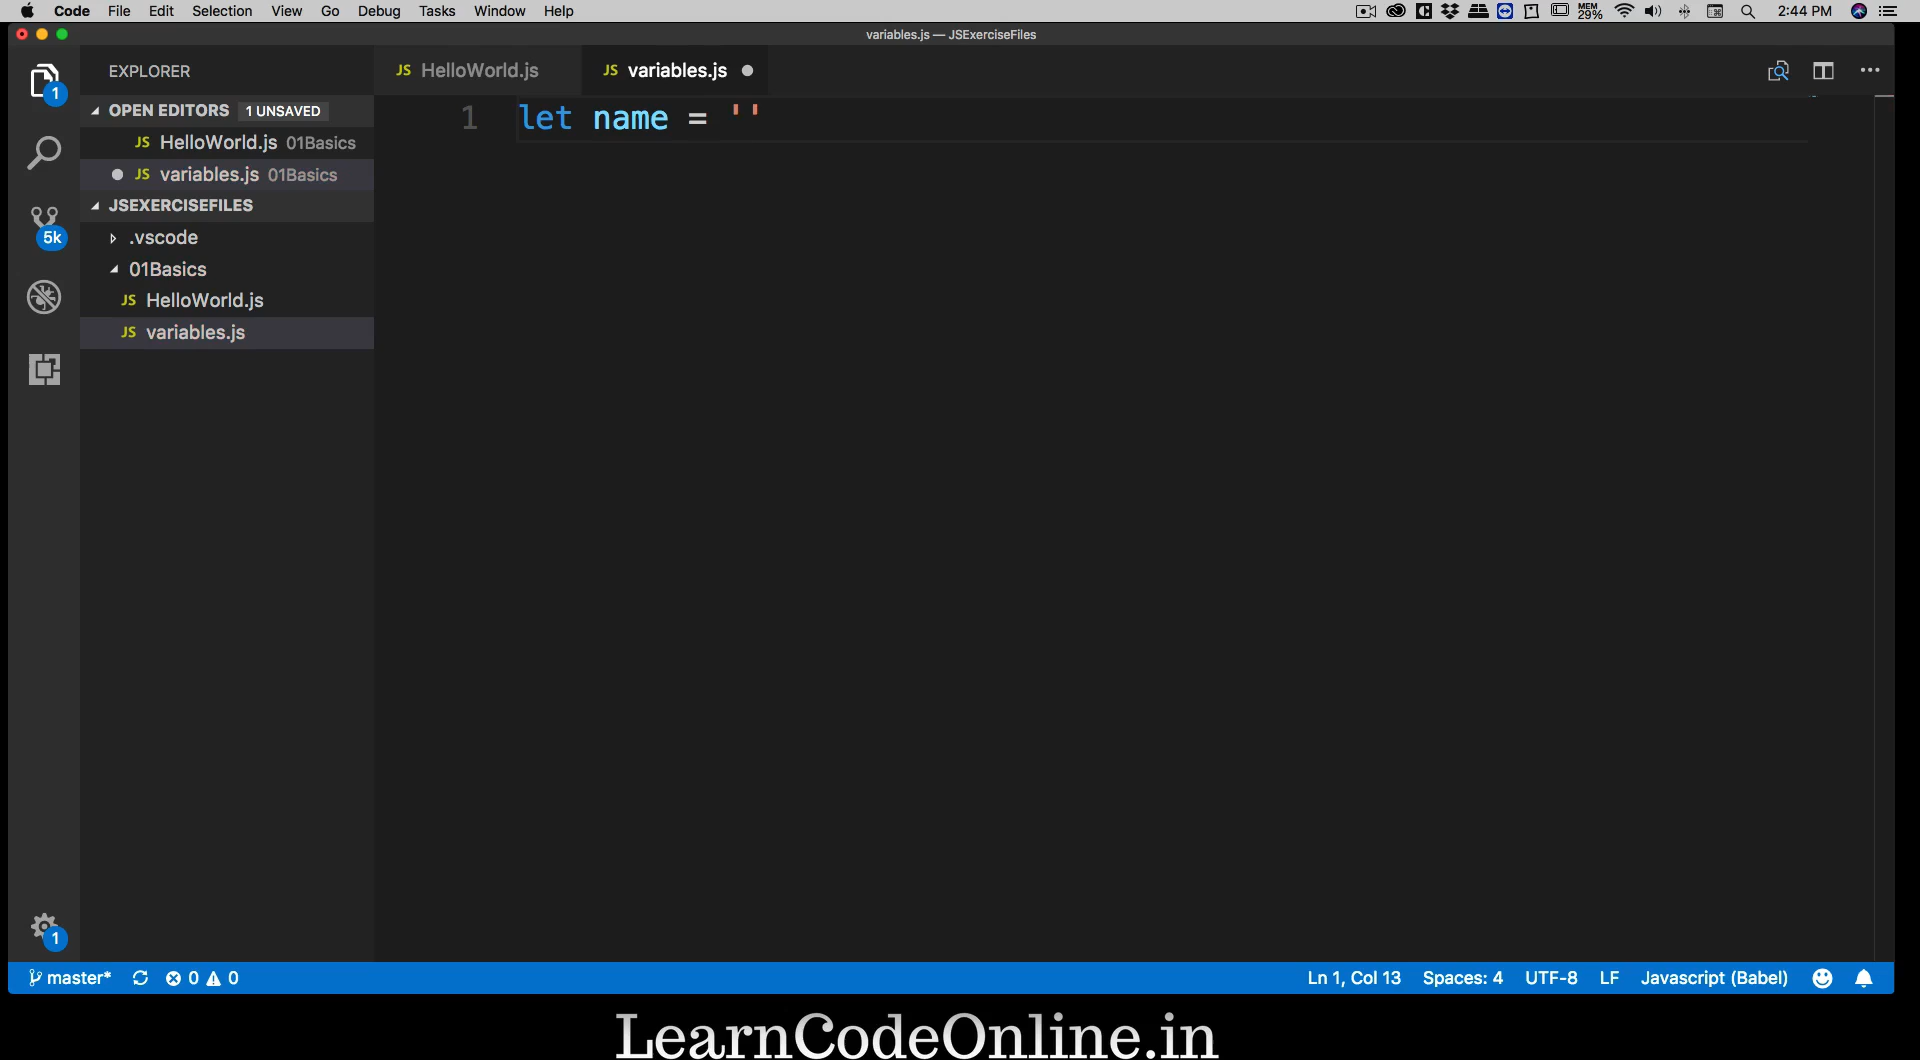 Code File Edit Selection View Go Debug Tasks Window Help MEM 29% 2:44 PM
variables.js — JSExerciseFiles
EXPLORER
JS HelloWorld.js JS variables.js
OPEN EDITORS 1 UNSAVED
JS HelloWorld.js 01Basics
JS variables.js 01Basics
JSEXERCISEFILES
.vscode
01Basics
JS HelloWorld.js
JS variables.js
1
5k
1
1 let name = ''
master* 0 0 Ln 1, Col 13 Spaces: 4 UTF-8 LF Javascript (Babel)
LearnCodeOnline.in